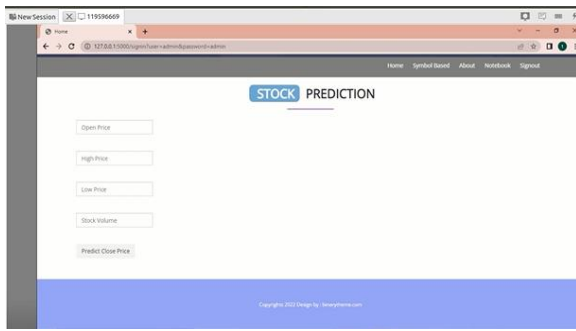 New Session
119596669
Home
127.0.0.1:5000/signin?user=admin&password=admin
Home Symbol Based About Notebook Signout
STOCK PREDICTION
Open Price
High Price
Low Price
Stock Volume
Predict Close Price